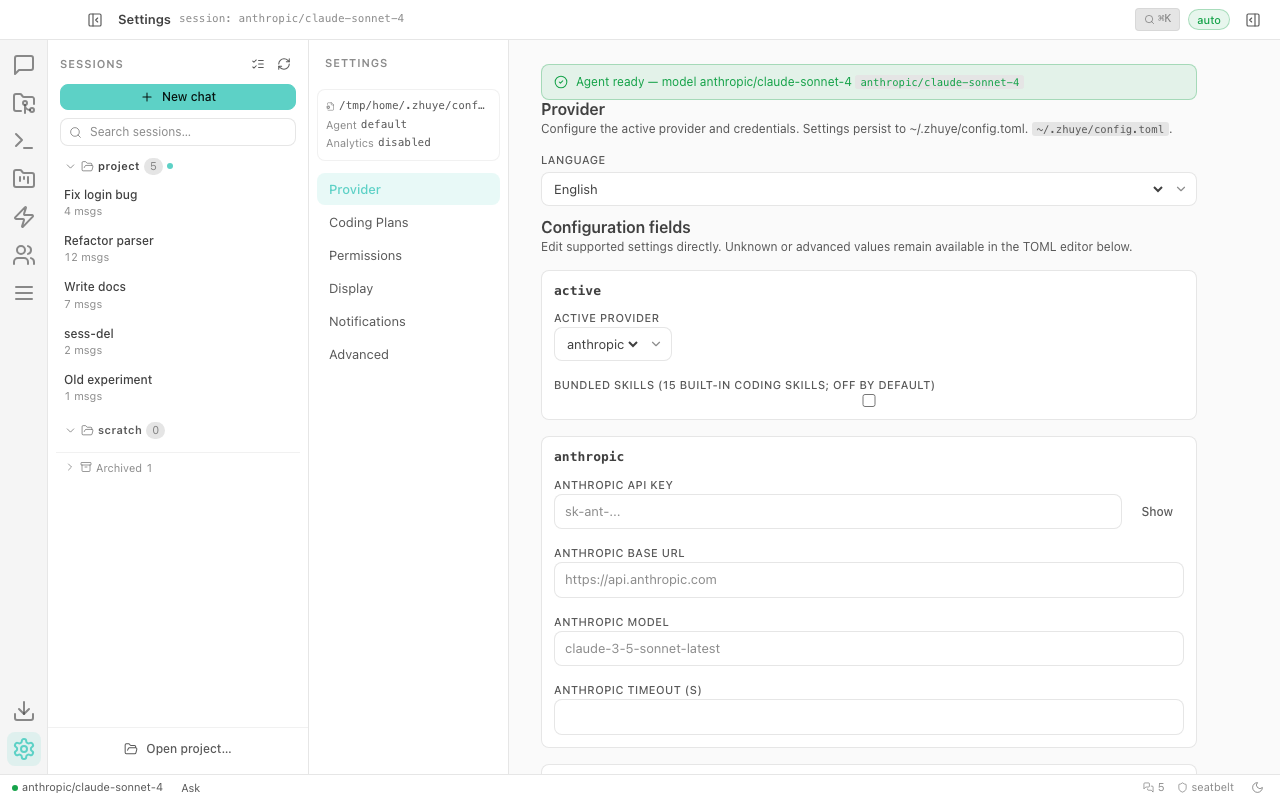 Settings session: anthropic/claude-sonnet-4
⌘K
auto
SESSIONS
New chat
Search sessions...
project 5
Fix login bug
4 msgs
Refactor parser
12 msgs
Write docs
7 msgs
sess-del
2 msgs
Old experiment
1 msgs
scratch 0
Archived 1
Open project...
SETTINGS
/tmp/home/.zhuye/conf…
Agent default
Analytics disabled
Provider
Coding Plans
Permissions
Display
Notifications
Advanced
Agent ready — model anthropic/claude-sonnet-4 anthropic/claude-sonnet-4
Provider
Configure the active provider and credentials. Settings persist to ~/.zhuye/config.toml. ~/.zhuye/config.toml.
LANGUAGE
English
Configuration fields
Edit supported settings directly. Unknown or advanced values remain available in the TOML editor below.
active
ACTIVE PROVIDER
anthropic
BUNDLED SKILLS (15 BUILT-IN CODING SKILLS; OFF BY DEFAULT)
anthropic
ANTHROPIC API KEY
sk-ant-...
Show
ANTHROPIC BASE URL
https://api.anthropic.com
ANTHROPIC MODEL
claude-3-5-sonnet-latest
ANTHROPIC TIMEOUT (S)
anthropic/claude-sonnet-4 Ask
5 seatbelt